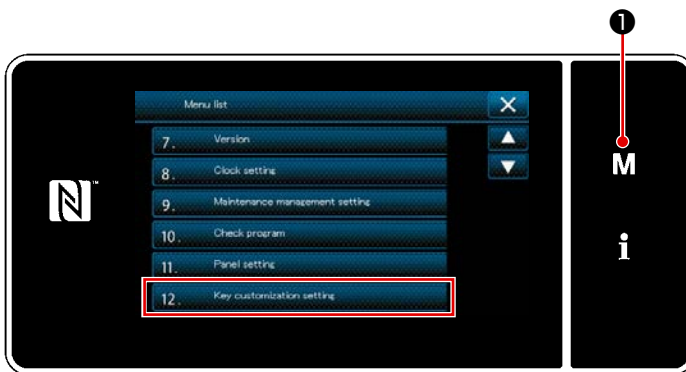 ❶
Menu list
7. Version
8. Clock setting
9. Maintenance management setting
M
10. Check program
i
11. Panel setting
12. Key customization setting